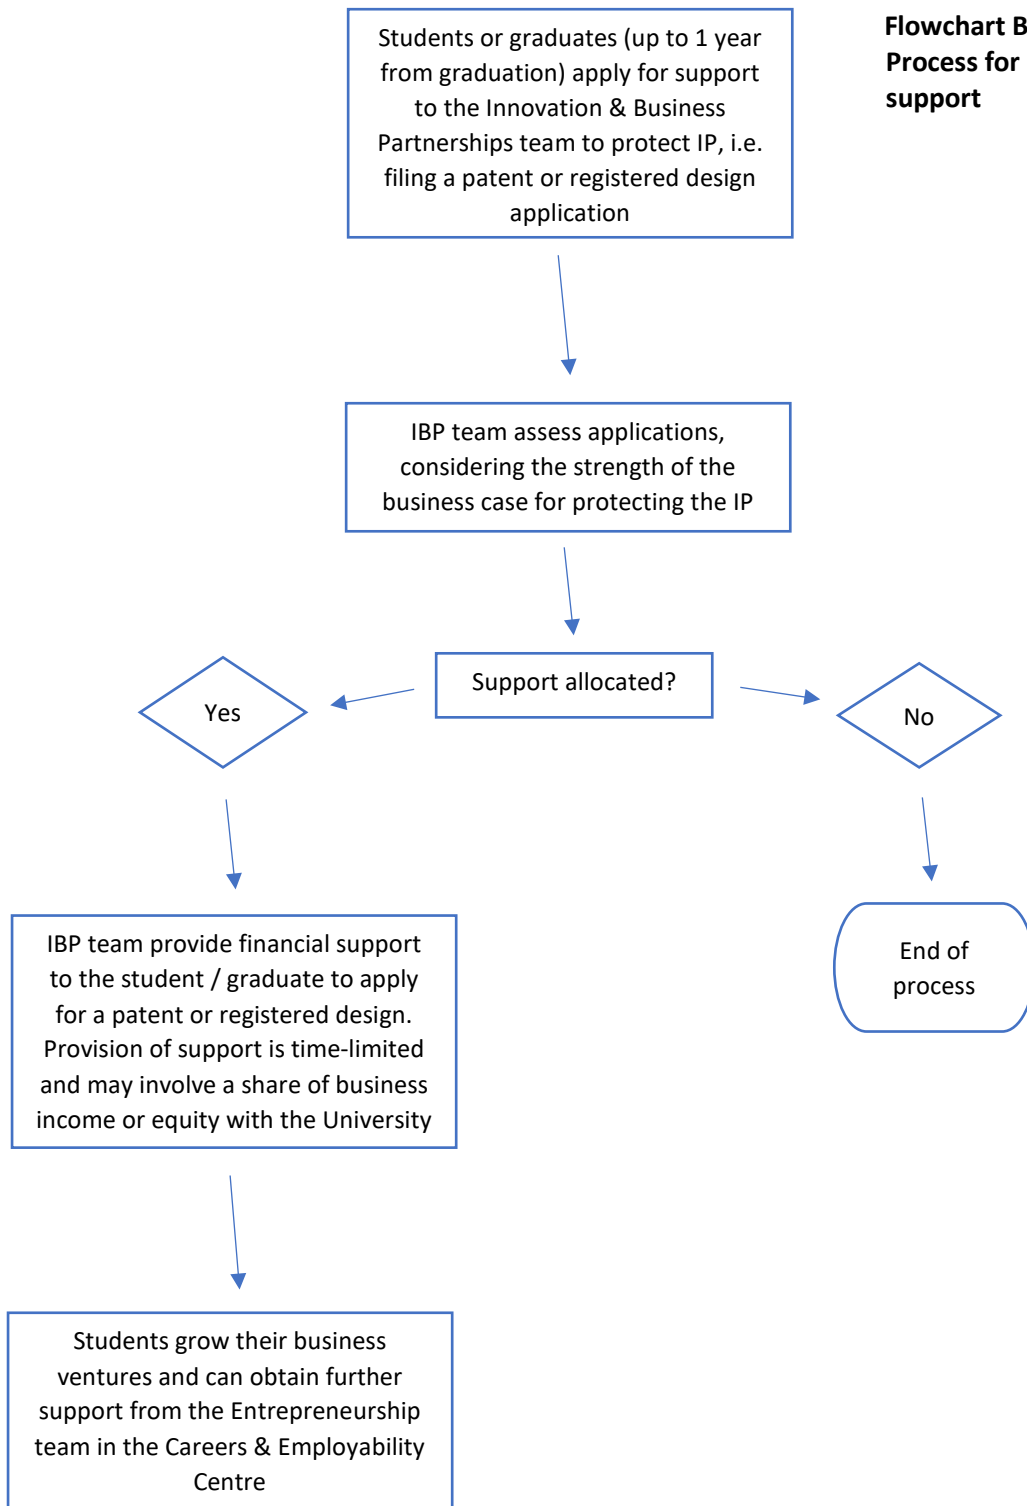 Flowchart B
Process for
support
Students or graduates (up to 1 year
from graduation) apply for support
to the Innovation & Business
Partnerships team to protect IP, i.e.
filing a patent or registered design
application
IBP team assess applications,
considering the strength of the
business case for protecting the IP
Support allocated?
Yes
No
IBP team provide financial support
to the student / graduate to apply
for a patent or registered design.
Provision of support is time-limited
and may involve a share of business
income or equity with the University
End of
process
Students grow their business
ventures and can obtain further
support from the Entrepreneurship
team in the Careers & Employability
Centre